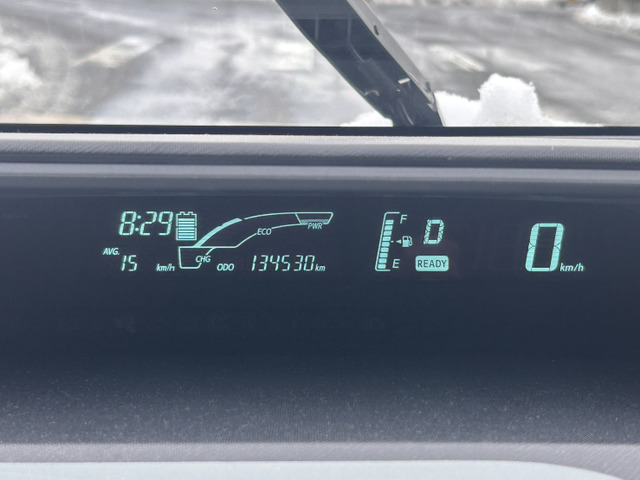 8:29
ECO
PWR
AVG.
15 km/h
CHG
ODO 134530 km
F
E
D
READY
0 km/h